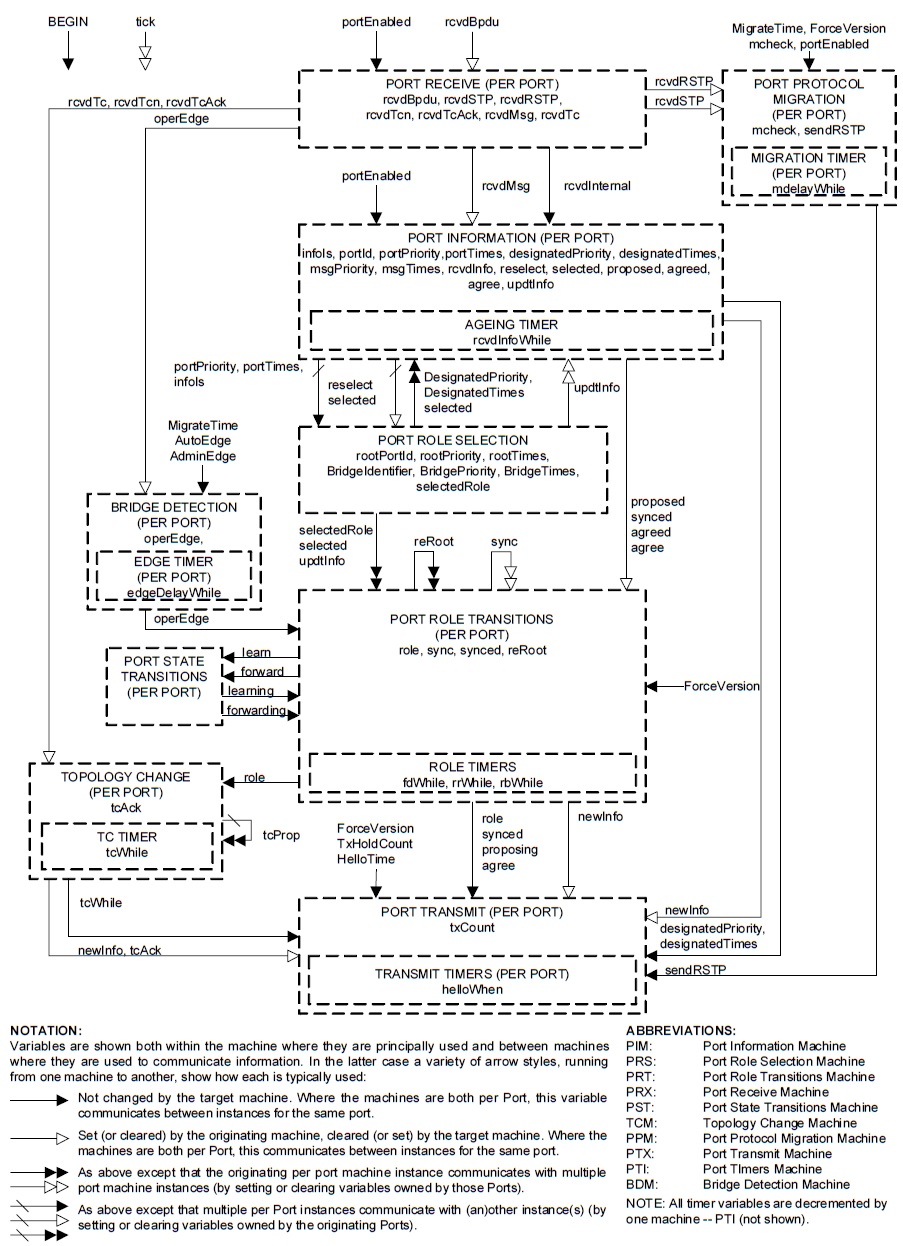 BEGIN
tick
portEnabled
rcvdBpdu
MigrateTime, ForceVersion
mcheck, portEnabled
PORT RECEIVE (PER PORT)
rcvdBpdu, rcvdSTP, rcvdRSTP,
rcvdTcn, rcvdTcAck, rcvdMsg, rcvdTc
rcvdRSTP
rcvdSTP
PORT PROTOCOL
MIGRATION
(PER PORT)
mcheck, sendRSTP
MIGRATION TIMER
(PER PORT)
mdelayWhile
rcvdTc, rcvdTcn, rcvdTcAck
operEdge
portEnabled
rcvdMsg
rcvdInternal
PORT INFORMATION (PER PORT)
infoIs, portId, portPriority,portTimes, designatedPriority, designatedTimes,
msgPriority, msgTimes, rcvdInfo, reselect, selected, proposed, agreed,
agree, updtInfo
AGEING TIMER
rcvdInfoWhile
portPriority, portTimes,
infoIs
reselect
selected
DesignatedPriority,
DesignatedTimes
selected
updtInfo
MigrateTime
AutoEdge
AdminEdge
PORT ROLE SELECTION
rootPortId, rootPriority, rootTimes,
BridgeIdentifier, BridgePriority, BridgeTimes,
selectedRole
BRIDGE DETECTION
(PER PORT)
operEdge,
EDGE TIMER
(PER PORT)
edgeDelayWhile
selectedRole
selected
updtInfo
reRoot
sync
proposed
synced
agreed
agree
operEdge
PORT ROLE TRANSITIONS
(PER PORT)
role, sync, synced, reRoot
PORT STATE
TRANSITIONS
(PER PORT)
learn
forward
learning
forwarding
ForceVersion
ROLE TIMERS
fdWhile, rrWhile, rbWhile
TOPOLOGY CHANGE
(PER PORT)
tcAck
TC TIMER
tcWhile
role
tcProp
ForceVersion
TxHoldCount
HelloTime
role
synced
proposing
agree
newInfo
tcWhile
newInfo, tcAck
PORT TRANSMIT (PER PORT)
txCount
TRANSMIT TIMERS (PER PORT)
helloWhen
newInfo
designatedPriority,
designatedTimes
sendRSTP
NOTATION:
Variables are shown both within the machine where they are principally used and between machines
where they are used to communicate information. In the latter case a variety of arrow styles, running
from one machine to another, show how each is typically used:
Not changed by the target machine. Where the machines are both per Port, this variable
communicates between instances for the same port.
Set (or cleared) by the originating machine, cleared (or set) by the target machine. Where the
machines are both per Port, this communicates between instances for the same port.
As above except that the originating per port machine instance communicates with multiple
port machine instances (by setting or clearing variables owned by those Ports).
As above except that multiple per Port instances communicate with (an)other instance(s) (by
setting or clearing variables owned by the originating Ports).
ABBREVIATIONS:
PIM: Port Information Machine
PRS: Port Role Selection Machine
PRT: Port Role Transitions Machine
PRX: Port Receive Machine
PST: Port State Transitions Machine
TCM: Topology Change Machine
PPM: Port Protocol Migration Machine
PTX: Port Transmit Machine
PTI: Port TImers Machine
BDM: Bridge Detection Machine
NOTE: All timer variables are decremented by
one machine -- PTI (not shown).